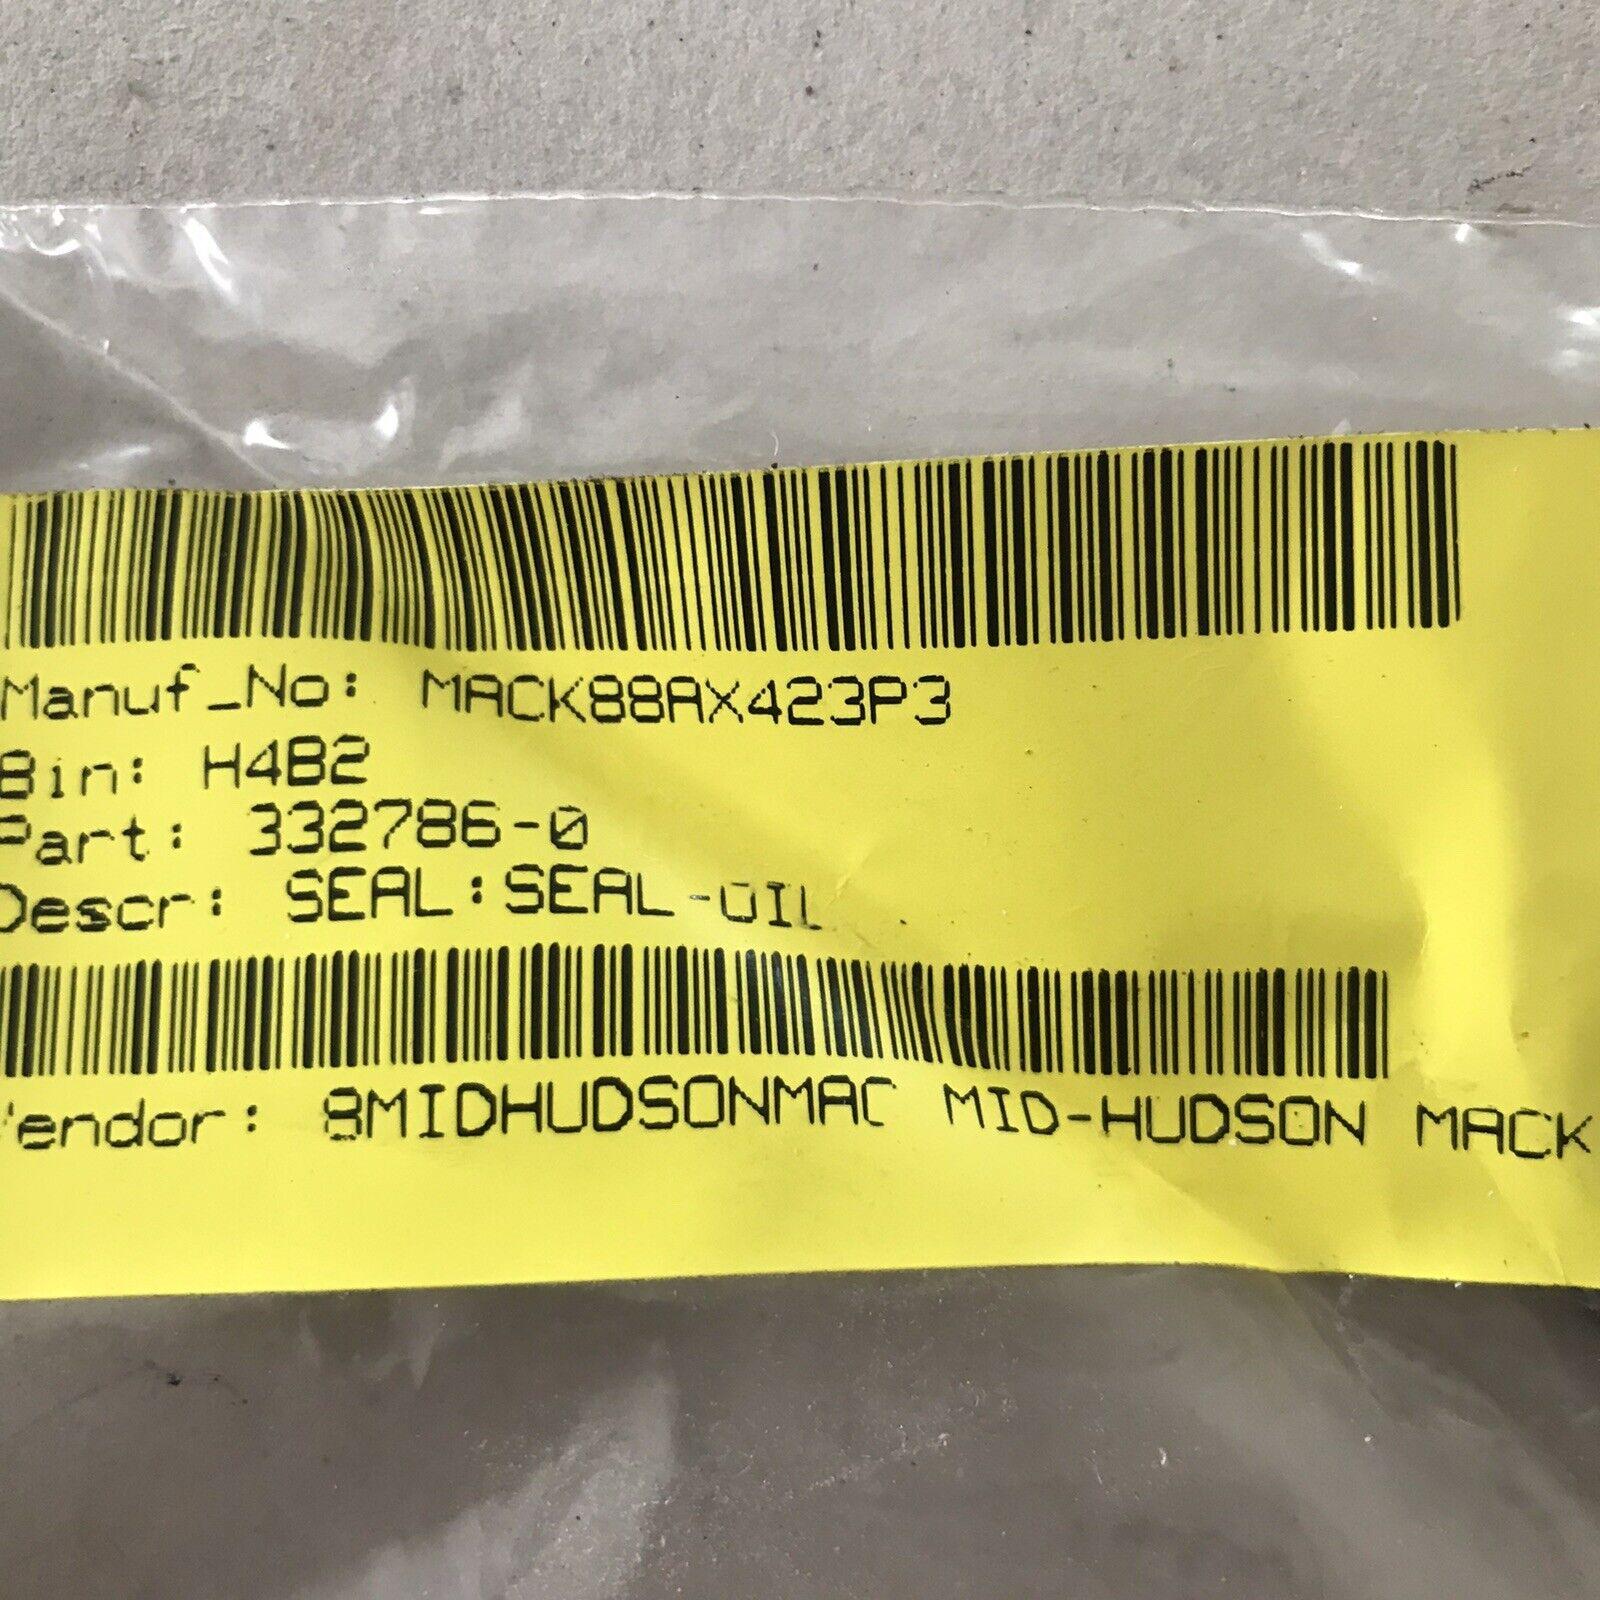 Manuf_No: MACK88AX423P3
Bin: H4B2
Part: 332786-0
Descr: SEAL:SEAL-OIL
Vendor: 8MIDHUDSONMAC MID-HUDSON MACK